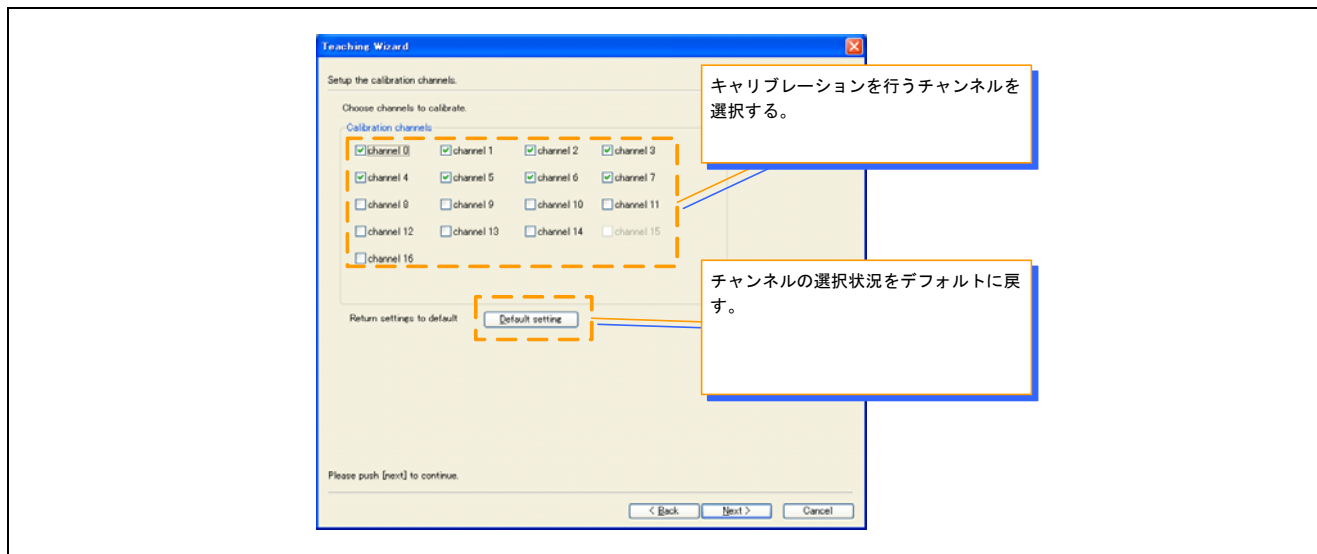 Teaching Wizard
Setup the calibration channels.
Choose channels to calibrate.
Calibration channels
channel 0 channel 1 channel 2 channel 3
channel 4 channel 5 channel 6 channel 7
channel 8 channel 9 channel 10 channel 11
channel 12 channel 13 channel 14 channel 15
channel 16
キャリブレーションを行うチャンネルを
選択する。
Return settings to default Default setting
チャンネルの選択状況をデフォルトに戻
す。
Please push [next] to continue.
< Back Next > Cancel